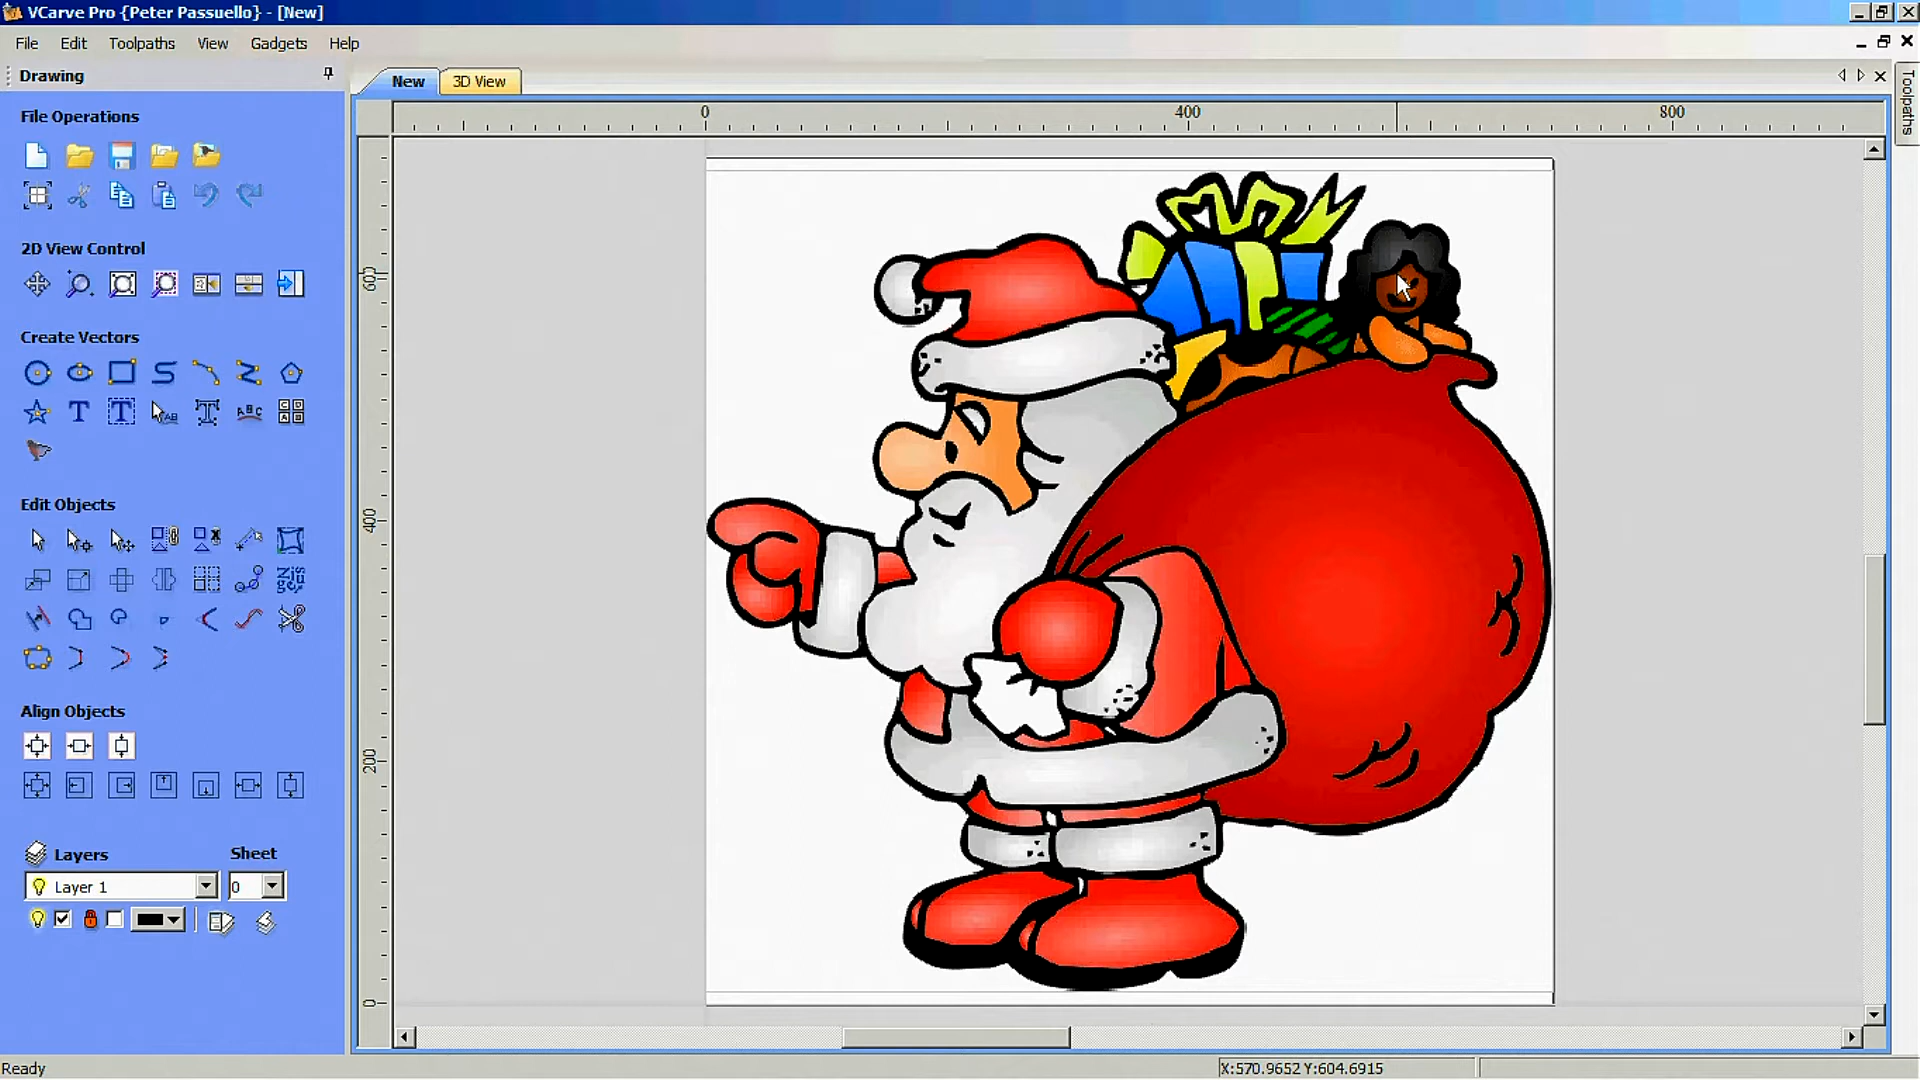 VCarve Pro {Peter Passuello} - [New]
File Edit Toolpaths View Gadgets Help
Drawing
New 3D View
Toolpaths
File Operations
0 400 800
2D View Control
600
Create Vectors
Edit Objects
400
Align Objects
200
Layers Sheet
Layer 1 0
0
Ready
X:570.9652 Y:604.6915